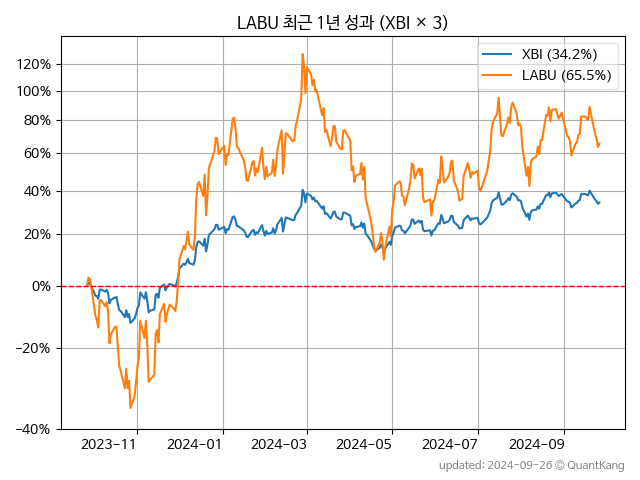 LABU 최근 1년 성과 (XBI × 3)
XBI (34.2%)
LABU (65.5%)
120%
100%
80%
60%
40%
20%
0%
−20%
−40%
2023−11 2024−01 2024−03 2024−05 2024−07 2024−09
updated: 2024−09−26 © QuantKang